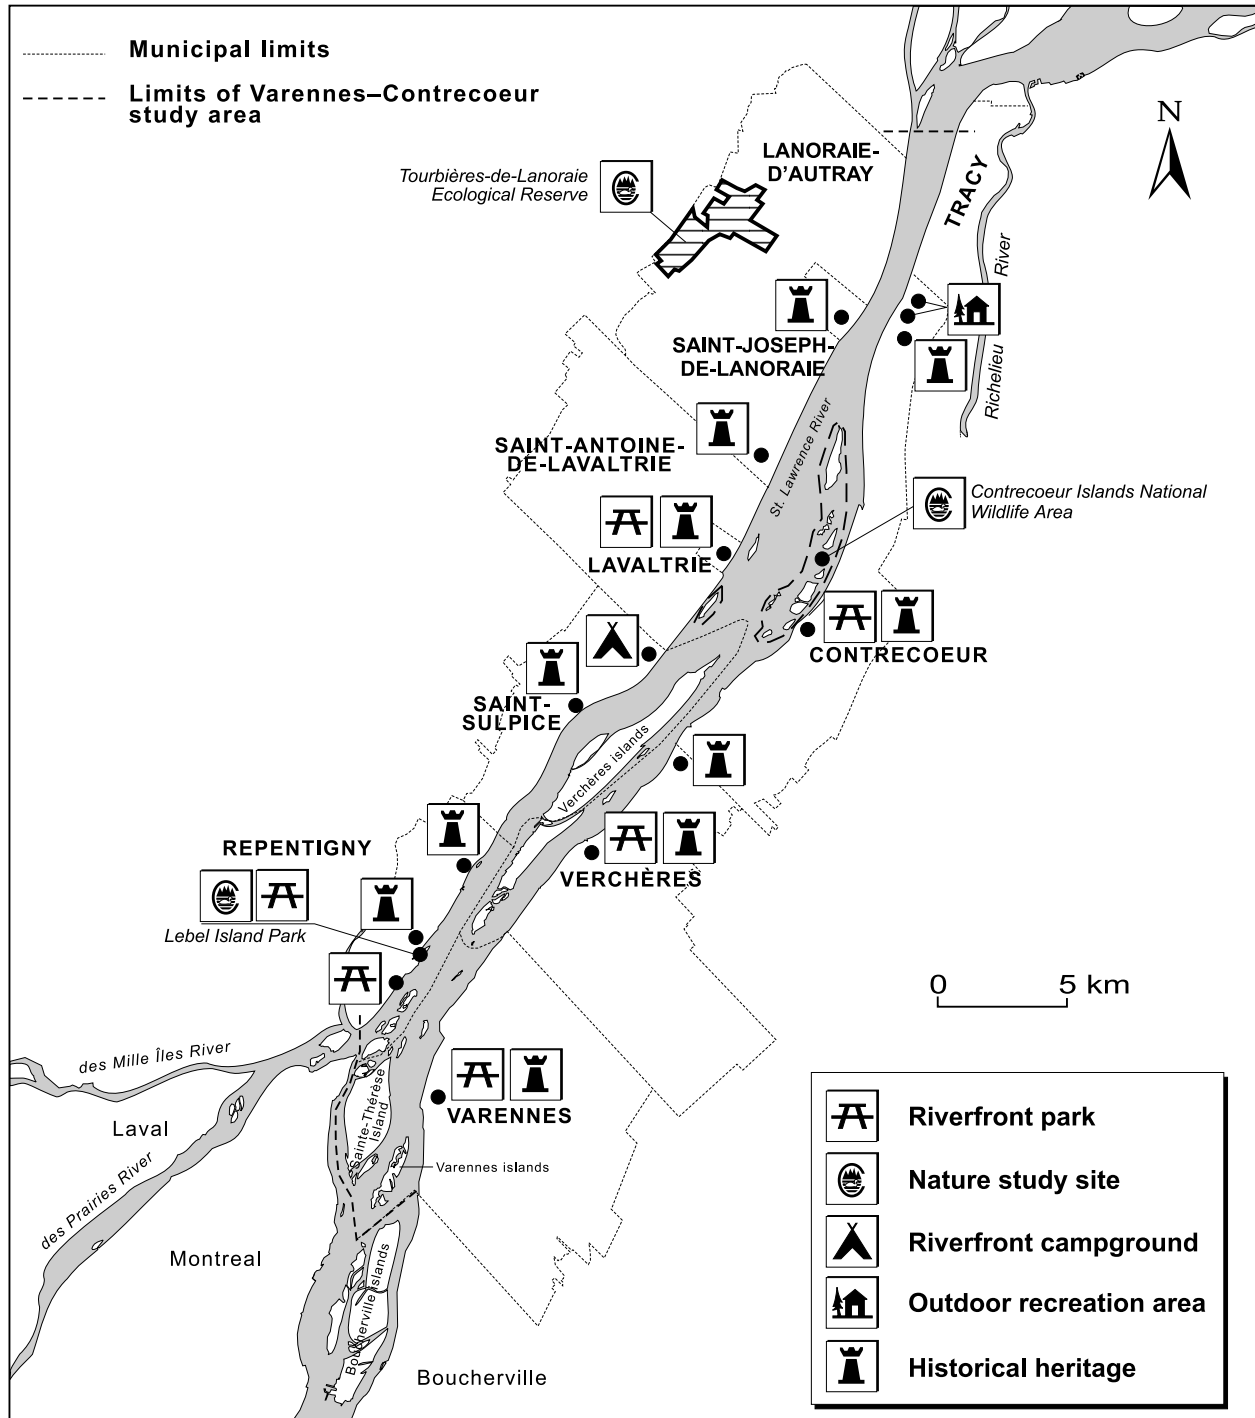 Municipal limits
Limits of Varennes–Contrecoeur
study area
N
LANORAIE-
D'AUTRAY
TRACY
Tourbières-de-Lanoraie
Ecological Reserve
Richelieu River
SAINT-JOSEPH-
DE-LANORAIE
St. Lawrence River
SAINT-ANTOINE-
DE-LAVALTRIE
Contrecoeur Islands National
Wildlife Area
LAVALTRIE
CONTRECOEUR
SAINT-
SULPICE
Verchères islands
REPENTIGNY
VERCHÈRES
Lebel Island Park
0 5 km
des Mille Îles River
Sainte-Thérèse
Island
VARENNES
Laval
Varennes islands
des Prairies River
Montreal
Boucherville islands
Boucherville
Riverfront park
Nature study site
Riverfront campground
Outdoor recreation area
Historical heritage